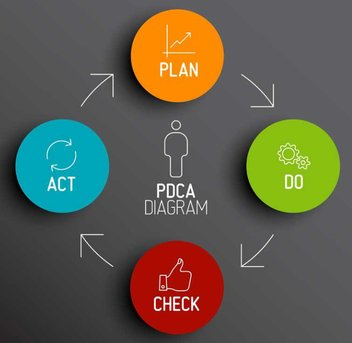 PLAN
DO
CHECK
ACT
PDCA
DIAGRAM